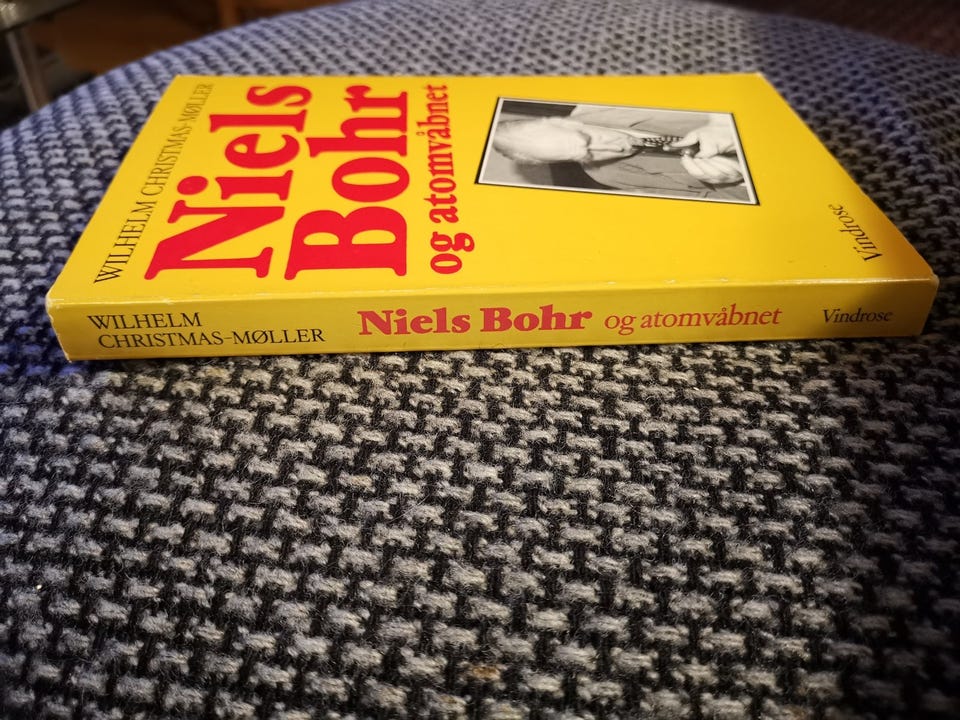 WILHELM CHRISTMAS-MØLLER
Niels
Bohr
og atomvåbnet
Vindrose
WILHELM
CHRISTMAS-MØLLER
Niels Bohr og atomvåbnet
Vindrose